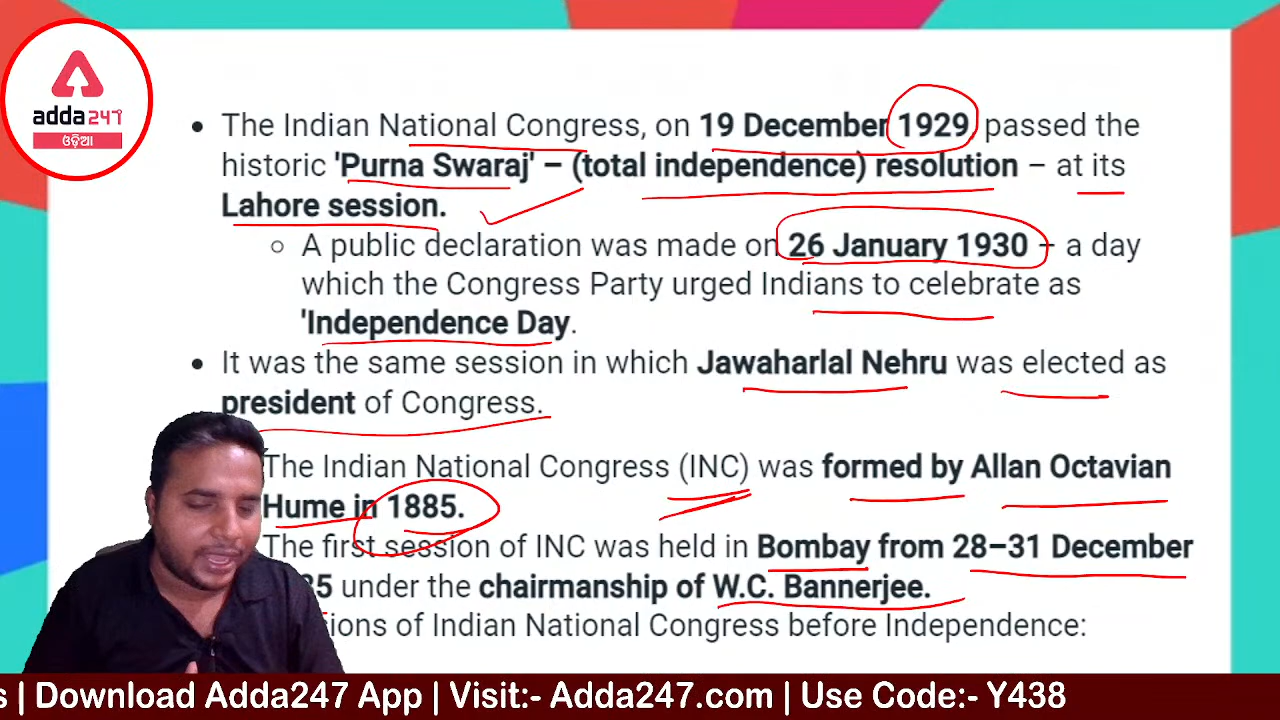 adda247
ଓଡ଼ିଆ
The Indian National Congress, on 19 December 1929 passed the
historic 'Purna Swaraj' – (total independence) resolution – at its
Lahore session.
A public declaration was made on 26 January 1930 – a day
which the Congress Party urged Indians to celebrate as
'Independence Day.
It was the same session in which Jawaharlal Nehru was elected as
president of Congress.
The Indian National Congress (INC) was formed by Allan Octavian
Hume in 1885.
The first session of INC was held in Bombay from 28–31 December
85 under the chairmanship of W.C. Bannerjee.
of Indian National Congress before Independence:
s | Download Adda247 App | Visit:- Adda247.com | Use Code:- Y438